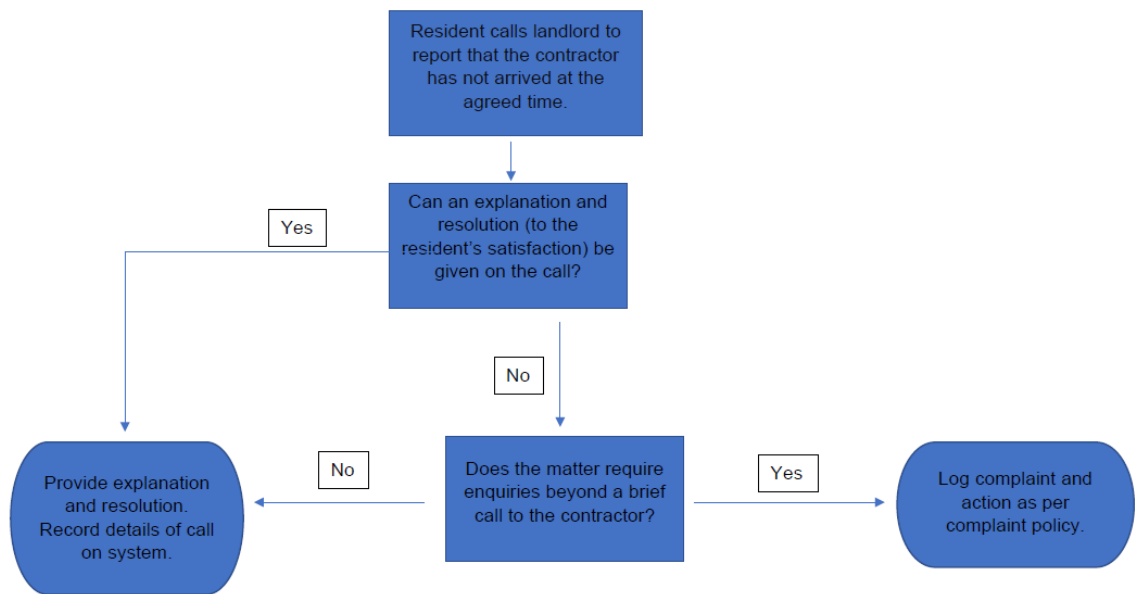 Resident calls landlord to
report that the contractor
has not arrived at the
agreed time.
Can an explanation and
resolution (to the
resident's satisfaction) be
given on the call?
Yes
No
Does the matter require
enquiries beyond a brief
call to the contractor?
No
Yes
Provide explanation
and resolution.
Record details of call
on system.
Log complaint and
action as per
complaint policy.